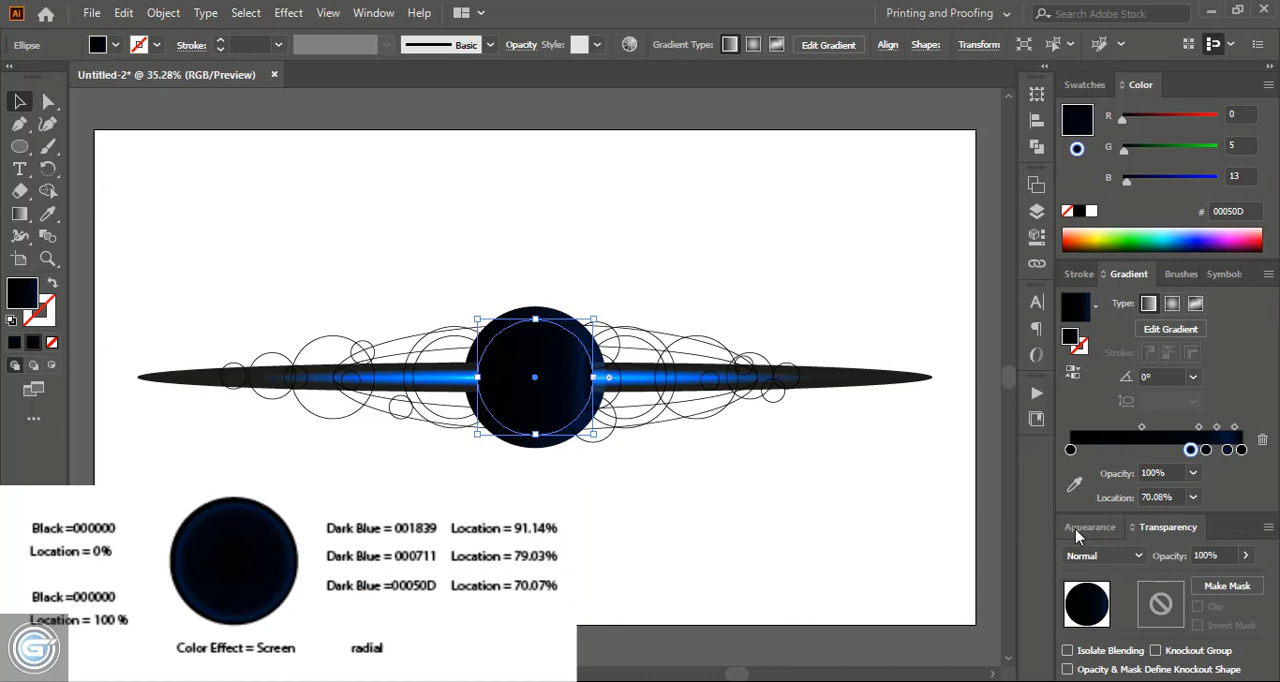 Ai File Edit Object Type Select Effect View Window Help Printing and Proofing Search Adobe Stock
Ellipse Stroke: Basic Opacity Style: Gradient Type: Edit Gradient Align Shape: Transform
Untitled-2* @ 35.28% (RGB/Preview) ×
Swatches Color
R 0
G 5
B 13
# 00050D
Stroke Gradient Brushes Symbols
Type:
Edit Gradient
Stroke:
0°
Opacity: 100%
Location: 70.08%
Appearance Transparency
Normal Opacity: 100%
Make Mask
Clip
Invert Mask
Isolate Blending Knockout Group
Opacity & Mask Define Knockout Shape
Black =000000
Location = 0%
Black=000000
Location = 100 %
Dark Blue = 001839 Location = 91.14%
Dark Blue = 000711 Location = 79.03%
Dark Blue =00050D Location = 70.07%
Color Effect = Screen radial